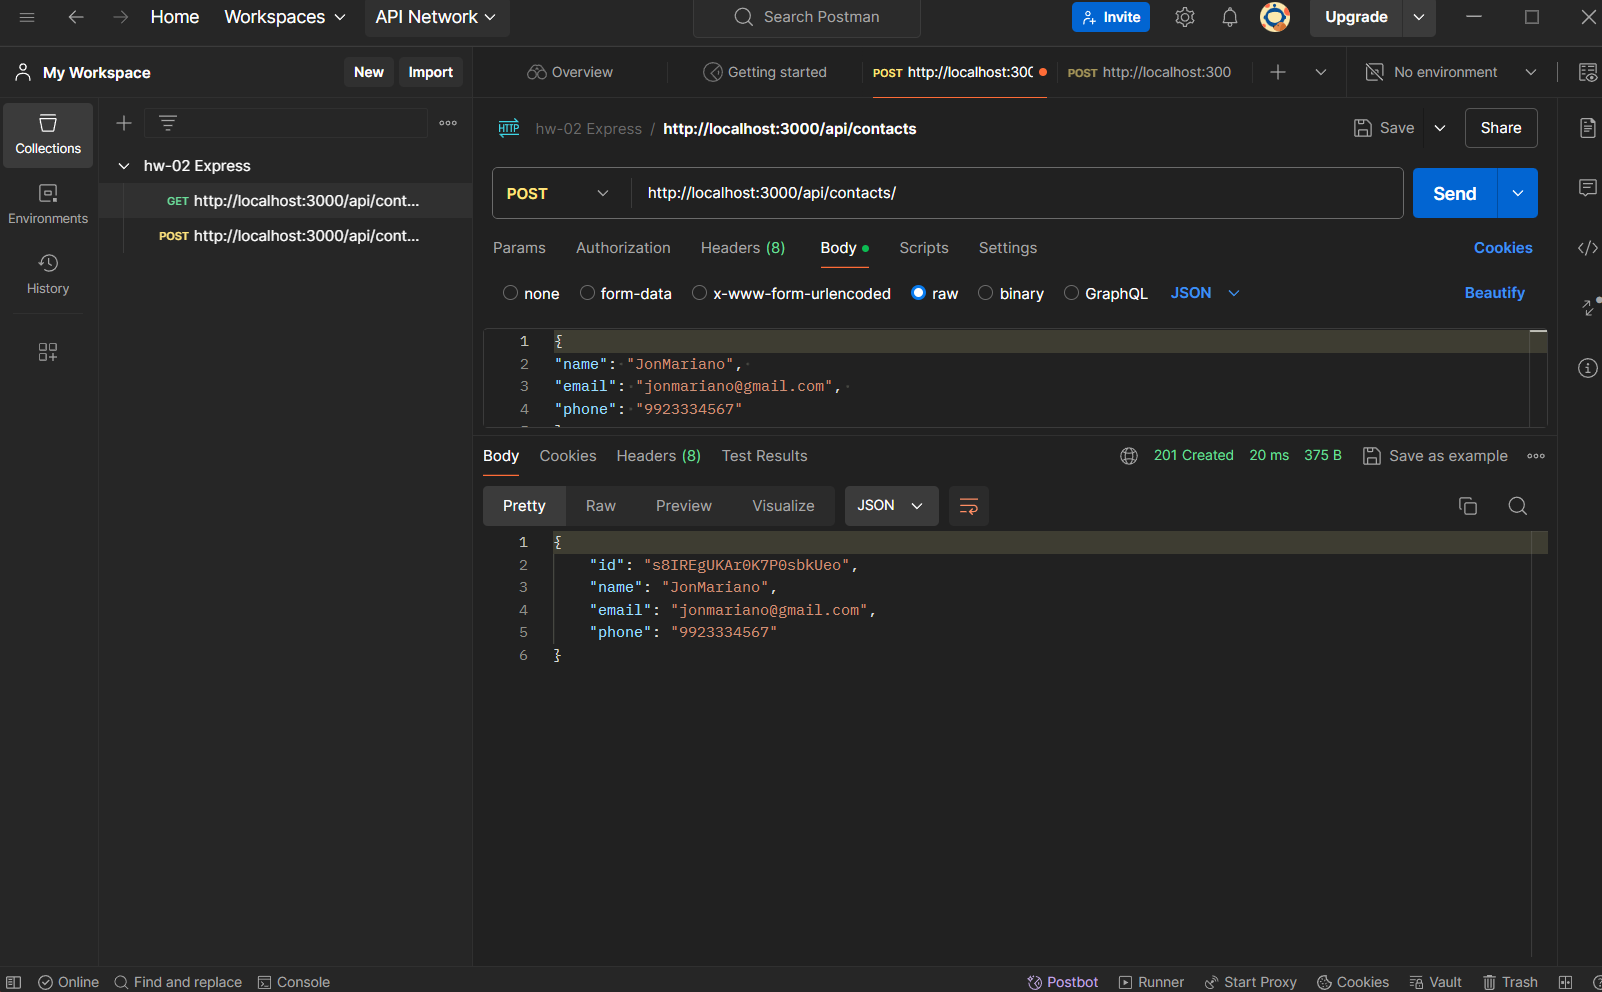 Home Workspaces API Network Search Postman Invite Upgrade
My Workspace New Import Overview Getting started POST http://localhost:300 POST http://localhost:300 No environment
Collections
Environments
History
hw-02 Express
GET http://localhost:3000/api/cont...
POST http://localhost:3000/api/cont...
HTTP hw-02 Express / http://localhost:3000/api/contacts Save Share
POST http://localhost:3000/api/contacts/ Send
Params Authorization Headers (8) Body Scripts Settings Cookies
none form-data x-www-form-urlencoded raw binary GraphQL JSON Beautify
1 {
2 "name": "JonMariano",
3 "email": "jonmariano@gmail.com",
4 "phone": "9923334567"
Body Cookies Headers (8) Test Results 201 Created 20 ms 375 B Save as example
Pretty Raw Preview Visualize JSON
1 {
2 "id": "s8IREgUKAr0K7P0sbkUeo",
3 "name": "JonMariano",
4 "email": "jonmariano@gmail.com",
5 "phone": "9923334567"
6 }
Online Find and replace Console Postbot Runner Start Proxy Cookies Vault Trash